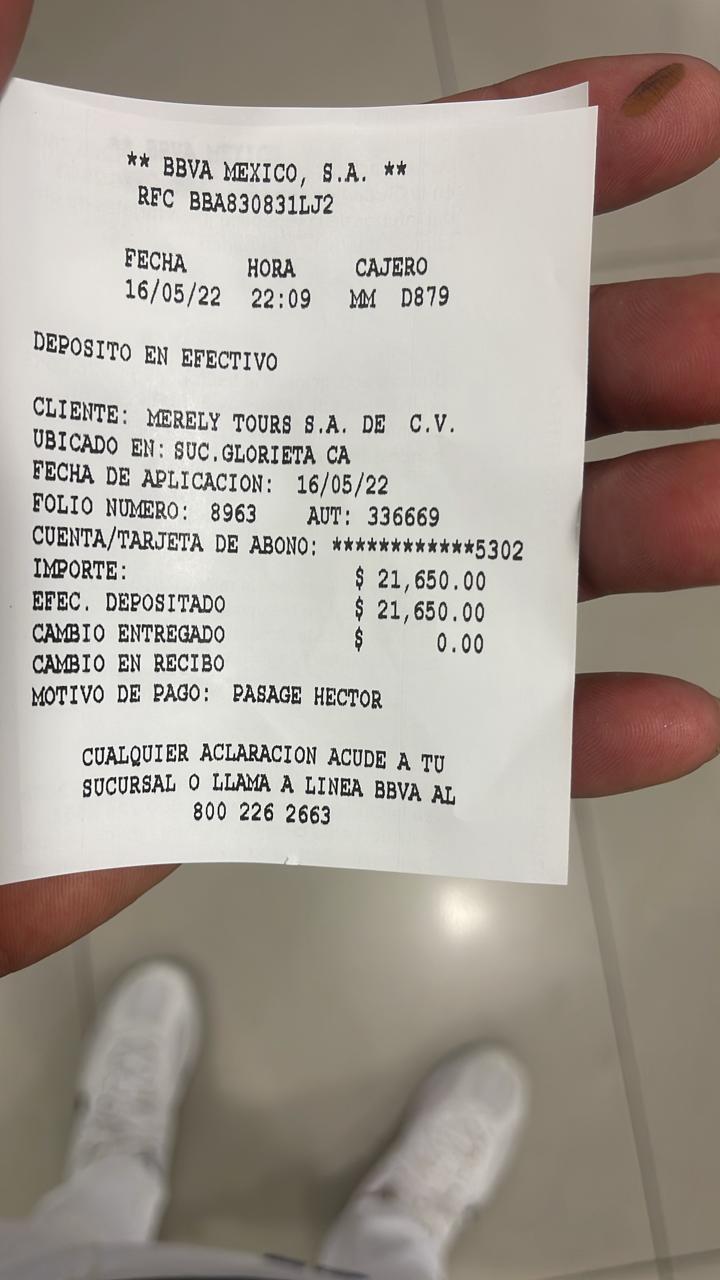 ** BBVA MEXICO, S.A. **
RFC BBA830831LJ2
FECHA HORA CAJERO
16/05/22 22:09 MM D879
DEPOSITO EN EFECTIVO
CLIENTE: MERELY TOURS S.A. DE C.V.
UBICADO EN: SUC.GLORIETA CA
FECHA DE APLICACION: 16/05/22
FOLIO NUMERO: 8963 AUT: 336669
CUENTA/TARJETA DE ABONO: ************5302
IMPORTE: $ 21,650.00
EFEC. DEPOSITADO $ 21,650.00
CAMBIO ENTREGADO $ 0.00
CAMBIO EN RECIBO
MOTIVO DE PAGO: PASAGE HECTOR
CUALQUIER ACLARACION ACUDE A TU
SUCURSAL O LLAMA A LINEA BBVA AL
800 226 2663